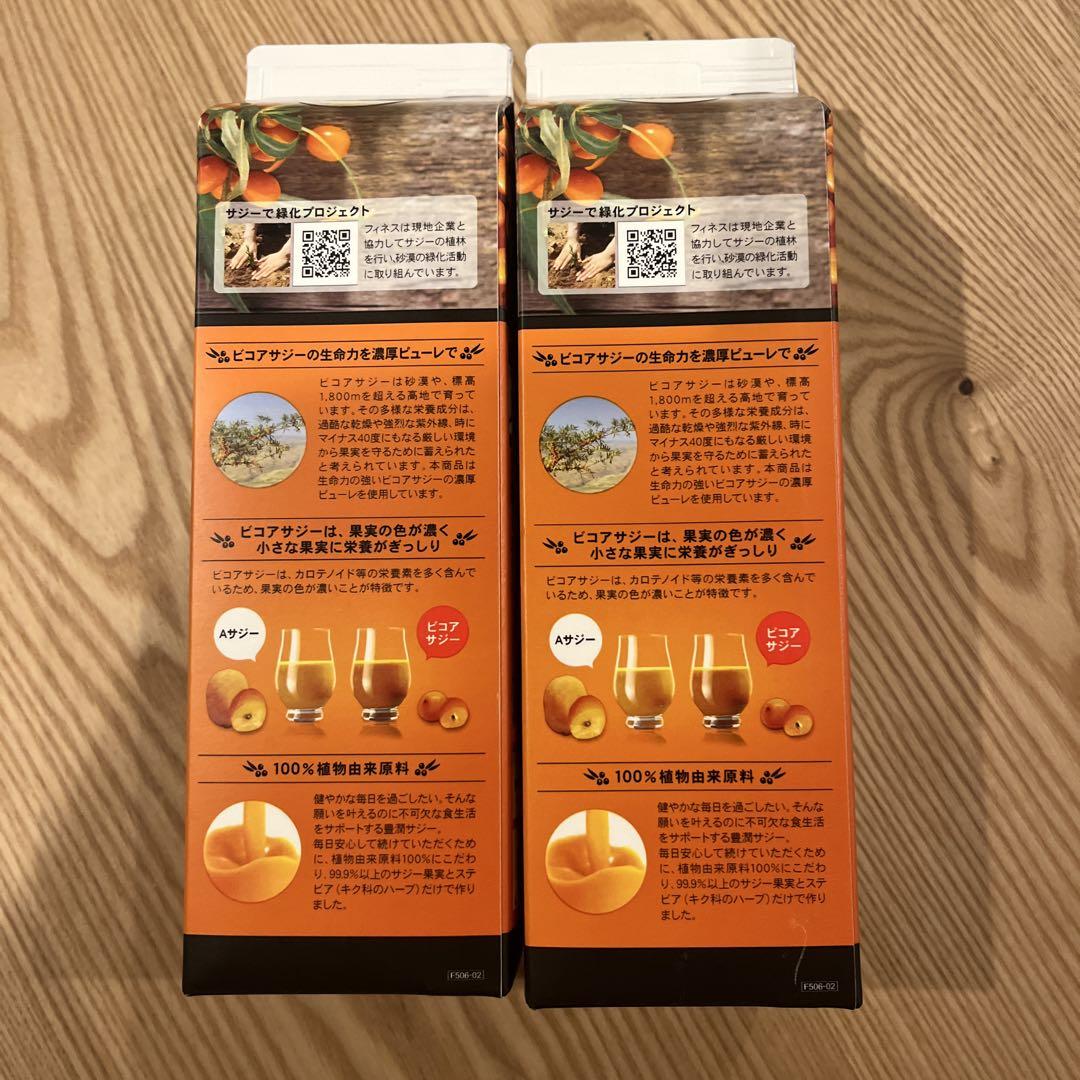 サジーで緑化プロジェクト
フィネスは現地企業と
協力してサジーの植林
を行い、砂漠の緑化活動
に取り組んでいます。
ビコアサジーの生命力を濃厚ピューレで
ビコアサジーは砂漠や、標高
1,800mを超える高地で育って
います。その多様な栄養成分は、
過酷な乾燥や強烈な紫外線、時に
マイナス40度にもなる厳しい環境
から果実を守るために蓄えられた
と考えられています。本商品は
生命力の強いビコアサジーの濃厚
ピューレを使用しています。
ビコアサジーは、果実の色が濃く
小さな果実に栄養がぎっしり
ビコアサジーは、カロテノイド等の栄養素を多く含んで
いるため、果実の色が濃いことが特徴です。
Aサジー
ビコア
サジー
100%植物由来原料
健やかな毎日を過ごしたい。そんな
願いを叶えるのに不可欠な食生活
をサポートする豊潤サジー。
毎日安心して続けていただくため
に、植物由来原料100%にこだわ
り、99.9%以上のサジー果実とステ
ビア(キク科のハーブ)だけで作り
ました。
F506-02
サジーで緑化プロジェクト
フィネスは現地企業と
協力してサジーの植林
を行い、砂漠の緑化活動
に取り組んでいます。
ビコアサジーの生命力を濃厚ピューレで
ビコアサジーは砂漠や、標高
1,800mを超える高地で育って
います。その多様な栄養成分は、
過酷な乾燥や強烈な紫外線、時に
マイナス40度にもなる厳しい環境
から果実を守るために蓄えられた
と考えられています。本商品は
生命力の強いビコアサジーの濃厚
ピューレを使用しています。
ビコアサジーは、果実の色が濃く
小さな果実に栄養がぎっしり
ビコアサジーは、カロテノイド等の栄養素を多く含んで
いるため、果実の色が濃いことが特徴です。
Aサジー
ビコア
サジー
100%植物由来原料
健やかな毎日を過ごしたい。そんな
願いを叶えるのに不可欠な食生活
をサポートする豊潤サジー。
毎日安心して続けていただくため
に、植物由来原料100%にこだわ
り、99.9%以上のサジー果実とステ
ビア(キク科のハーブ)だけで作り
ました。
F506-02